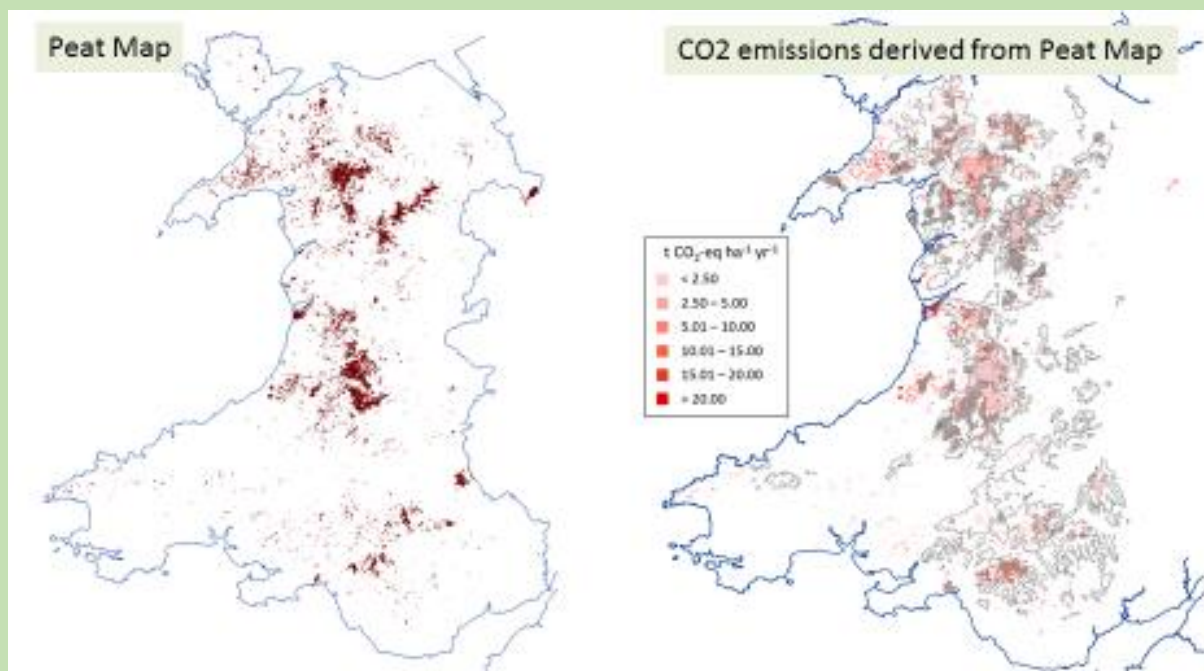 Peat Map
CO2 emissions derived from Peat Map
t CO₂-eq ha⁻¹ yr⁻¹
< 2.50
2.50 – 5.00
5.01 – 10.00
10.01 – 15.00
15.01 – 20.00
> 20.00